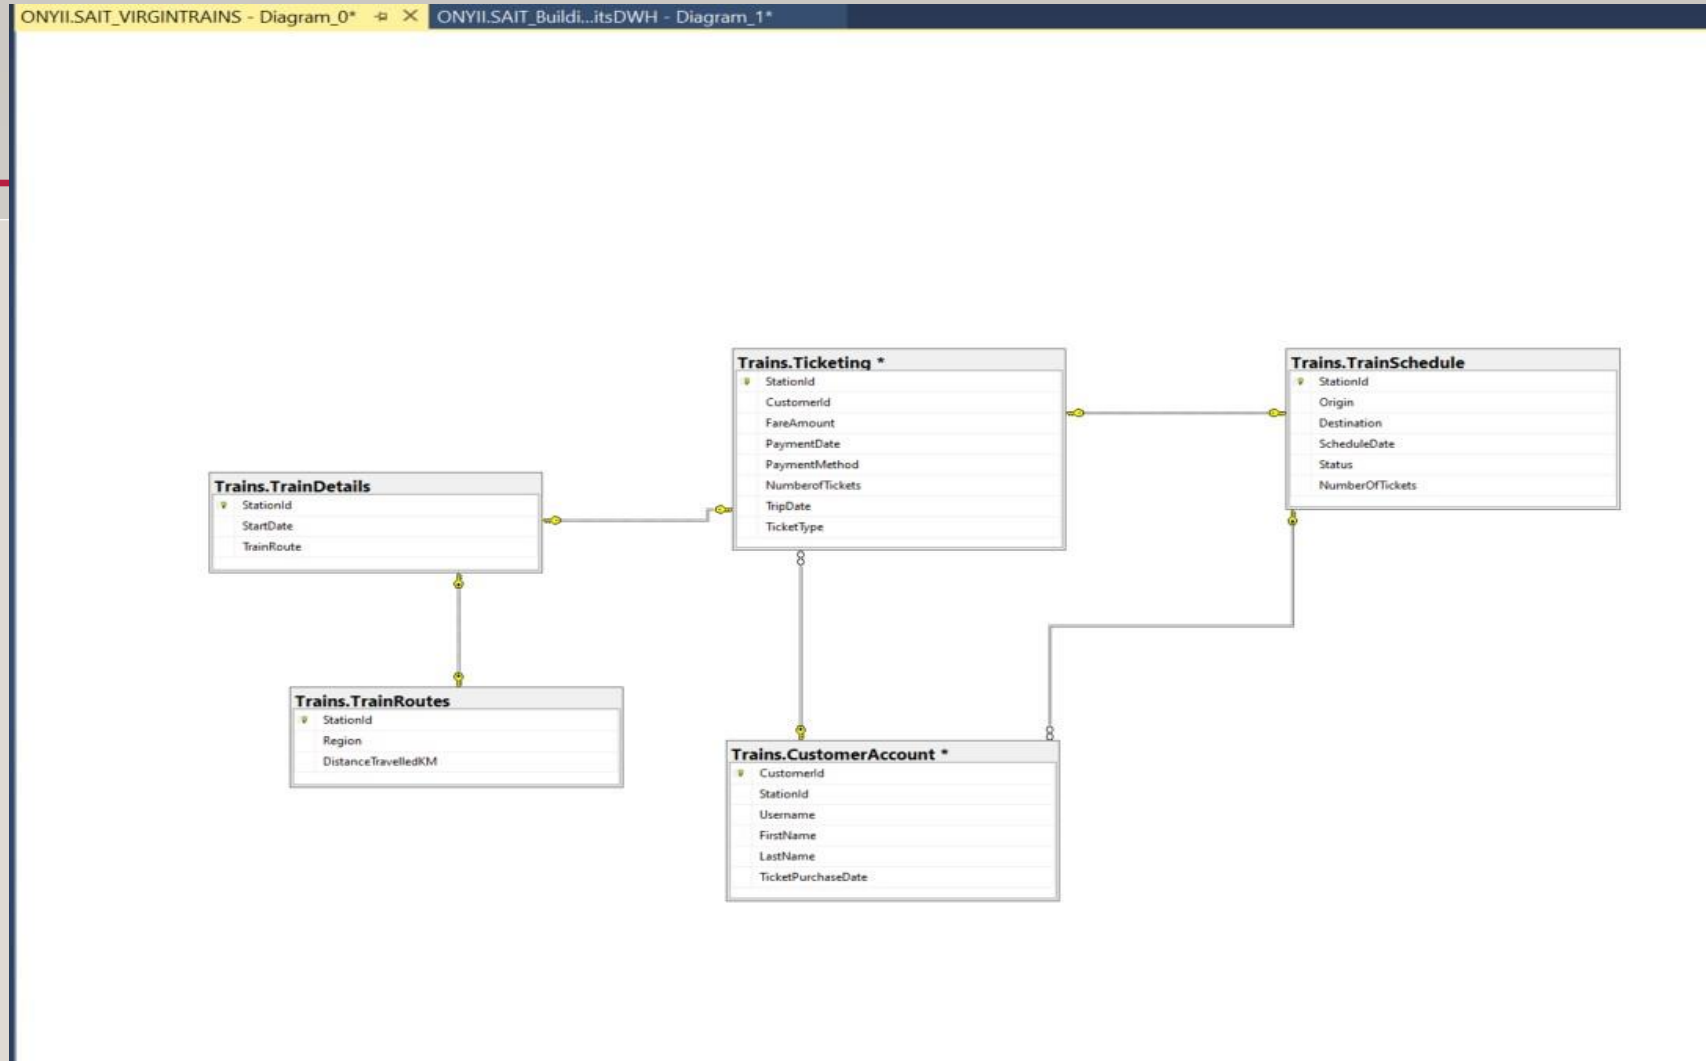 ONYII.SAIT_VIRGINTRAINS - Diagram_0*
ONYII.SAIT_Buildi...itsDWH - Diagram_1*
Trains.Ticketing *
StationId
CustomerId
FareAmount
PaymentDate
PaymentMethod
NumberofTickets
TripDate
TicketType
Trains.TrainSchedule
StationId
Origin
Destination
ScheduleDate
Status
NumberOfTickets
Trains.TrainDetails
StationId
StartDate
TrainRoute
Trains.TrainRoutes
StationId
Region
DistanceTravelledKM
Trains.CustomerAccount *
CustomerId
StationId
Username
FirstName
LastName
TicketPurchaseDate